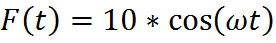 F(t) = 10 * cos(ωt)